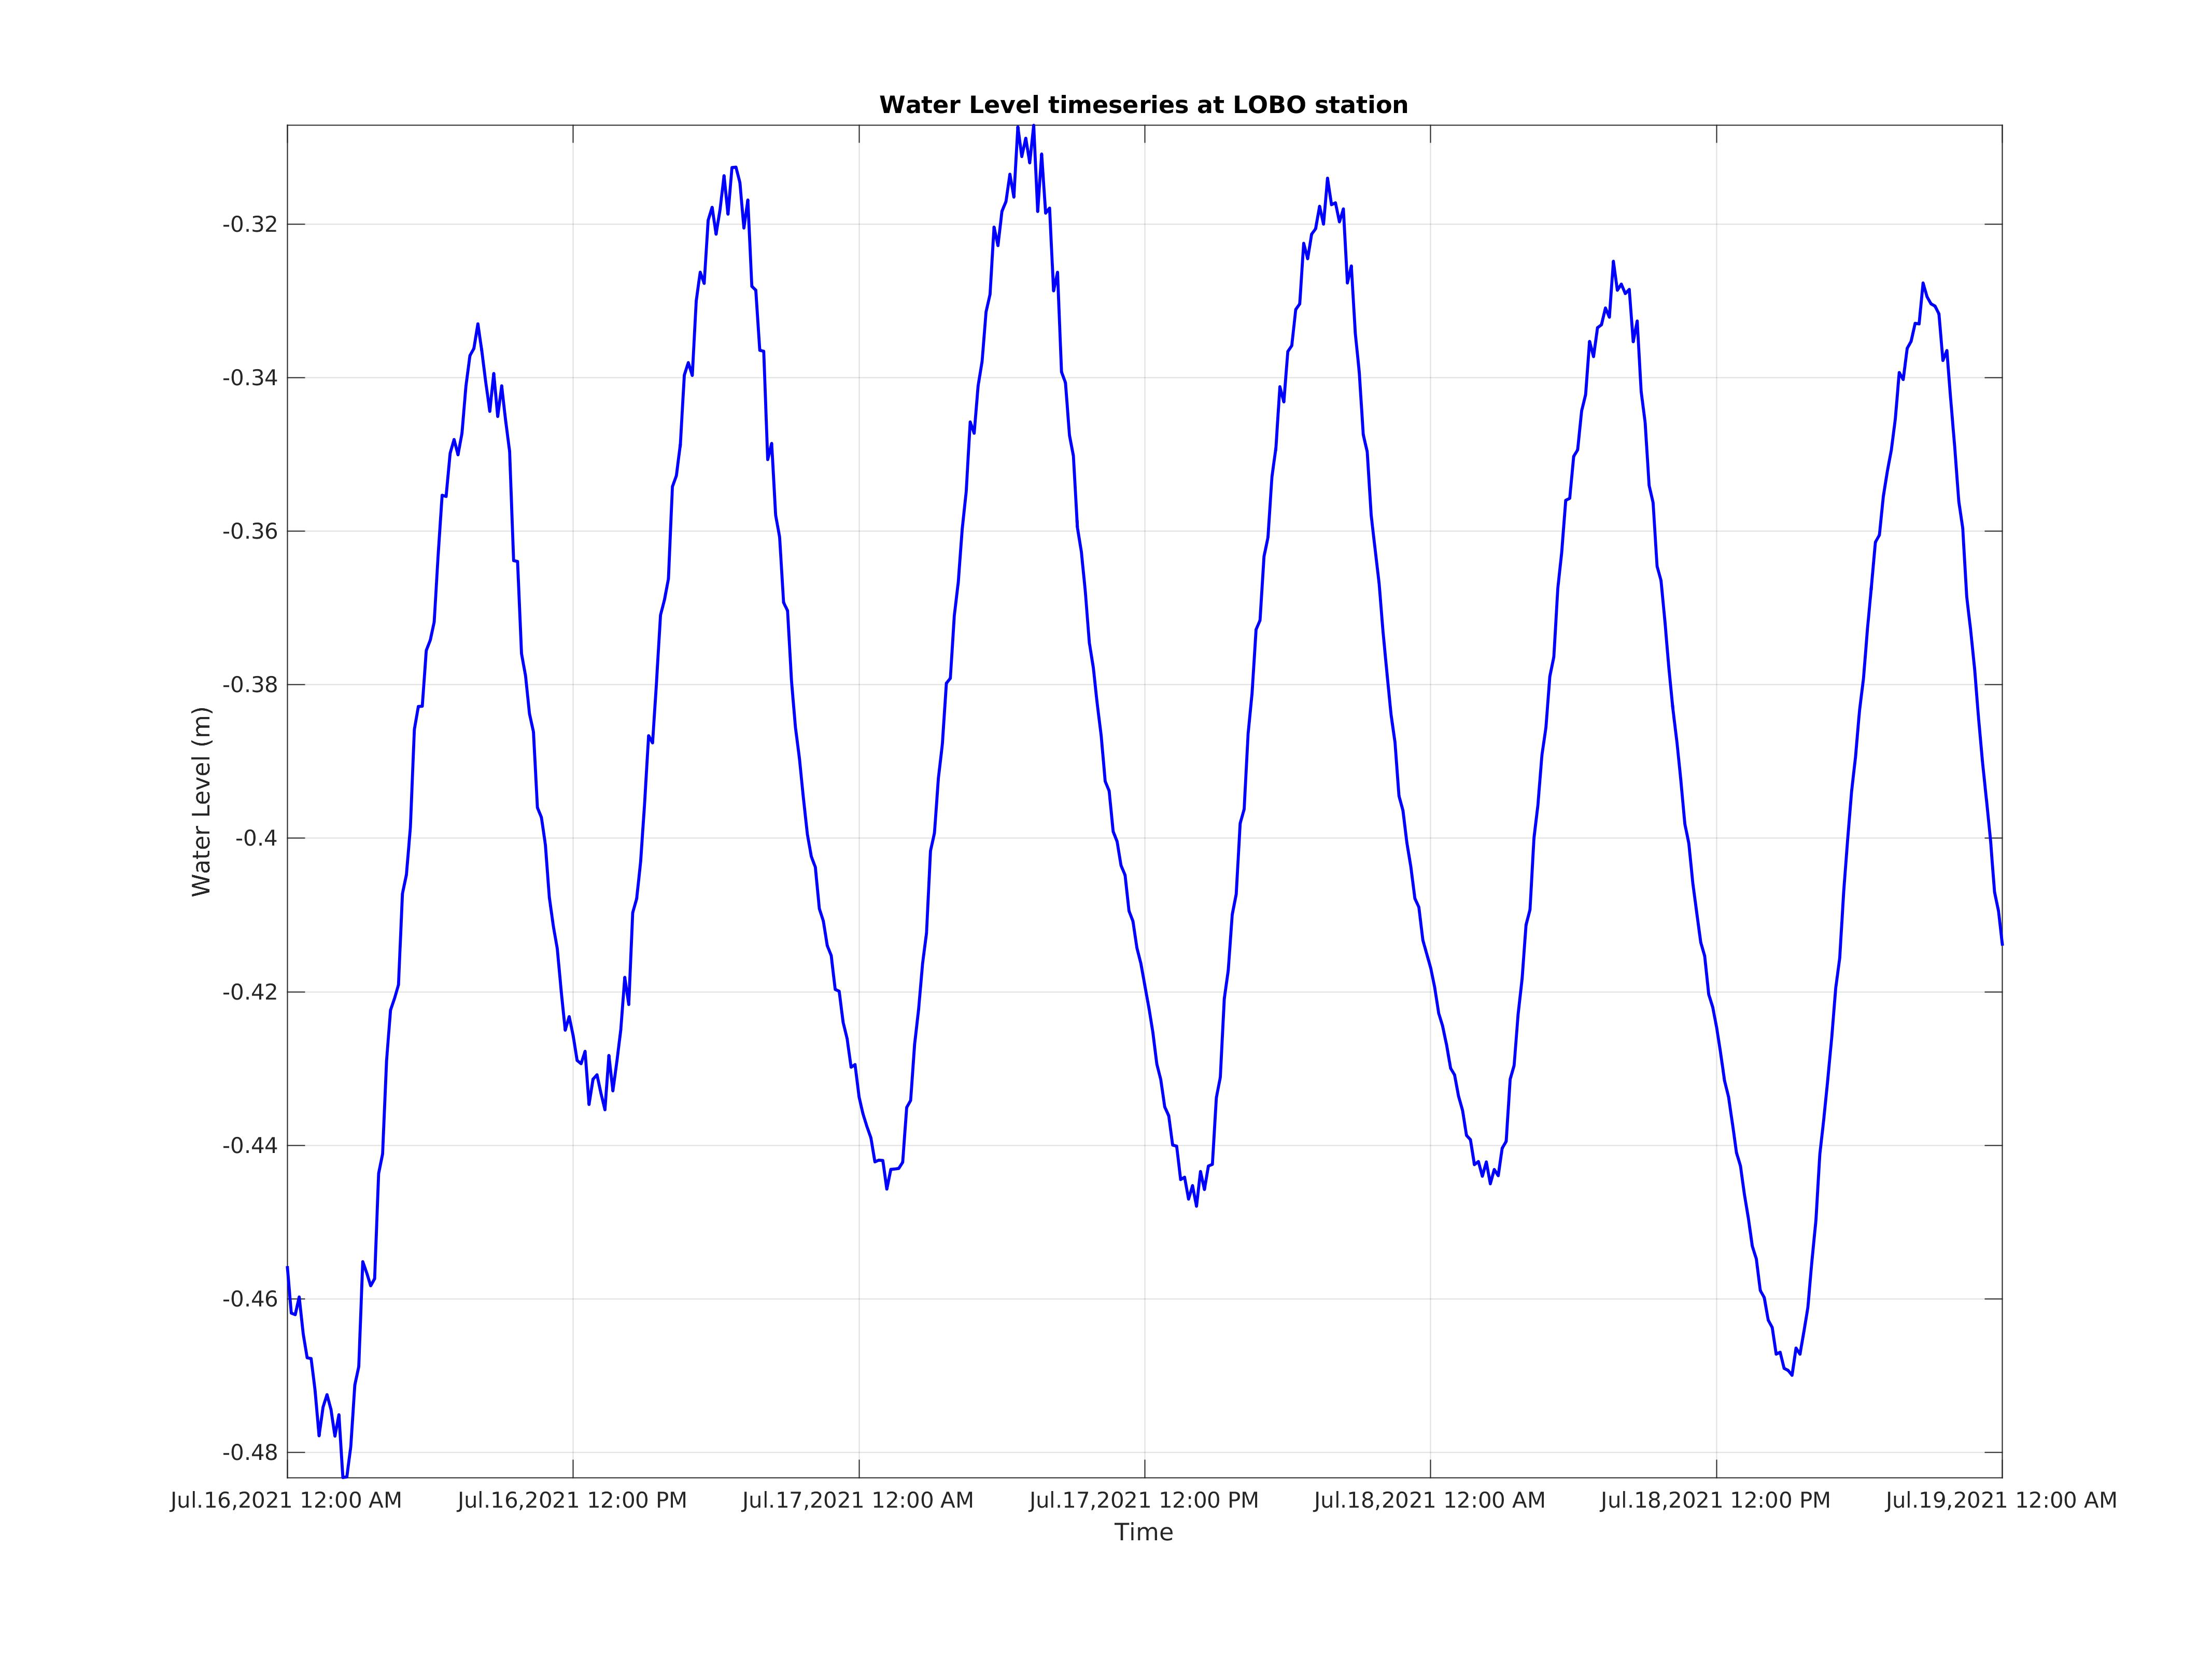 Water Level timeseries at LOBO station
-0.32
-0.34
-0.36
-0.38
-0.4
-0.42
-0.44
-0.46
-0.48
Water Level (m)
Jul.16,2021 12:00 AM Jul.16,2021 12:00 PM Jul.17,2021 12:00 AM Jul.17,2021 12:00 PM Jul.18,2021 12:00 AM Jul.18,2021 12:00 PM Jul.19,2021 12:00 AM
Time